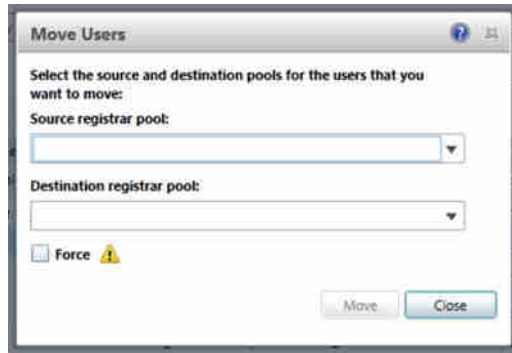 Move Users
Select the source and destination pools for the users that you
want to move:
Source registrar pool:
Destination registrar pool:
Force
Move
Close